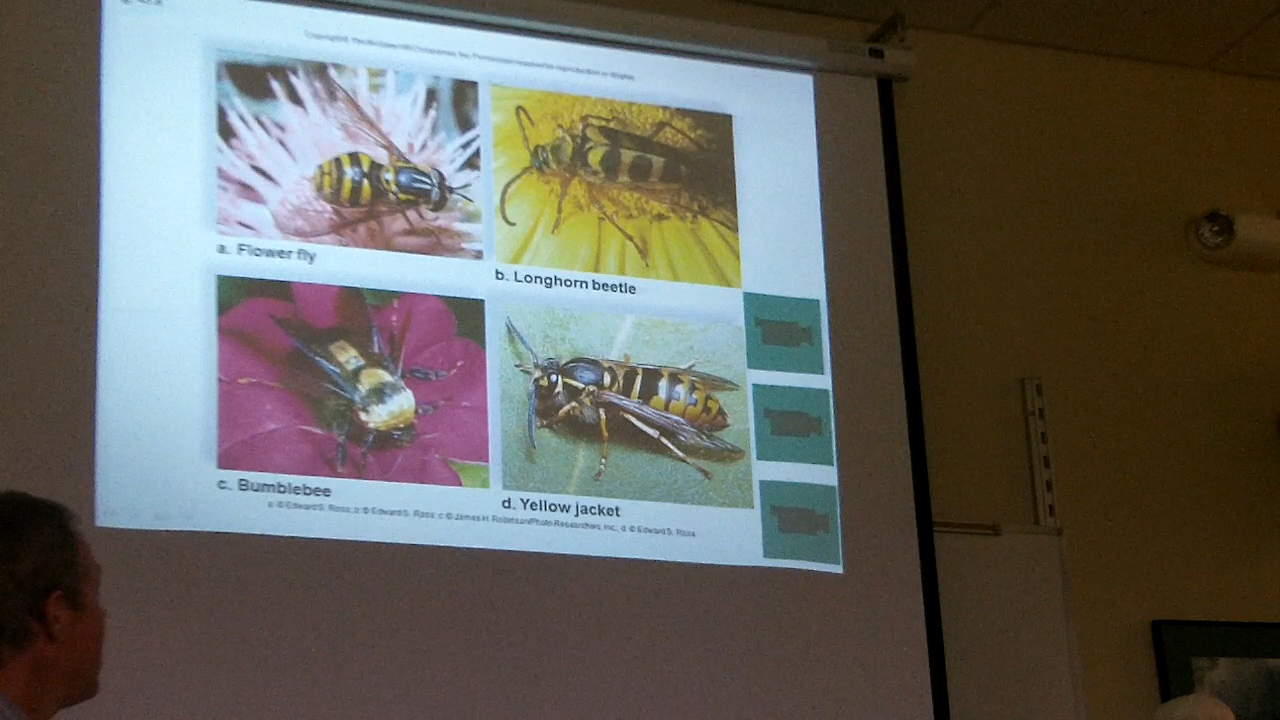 Copyright© The McGraw-Hill Companies, Inc. Permission required for reproduction or display.
a. Flower fly
b. Longhorn beetle
c. Bumblebee
d. Yellow jacket
a: © Edward S. Ross; b: © Edward S. Ross; c: © James H. Robinson/Photo Researchers, Inc.; d: © Edward S. Ross